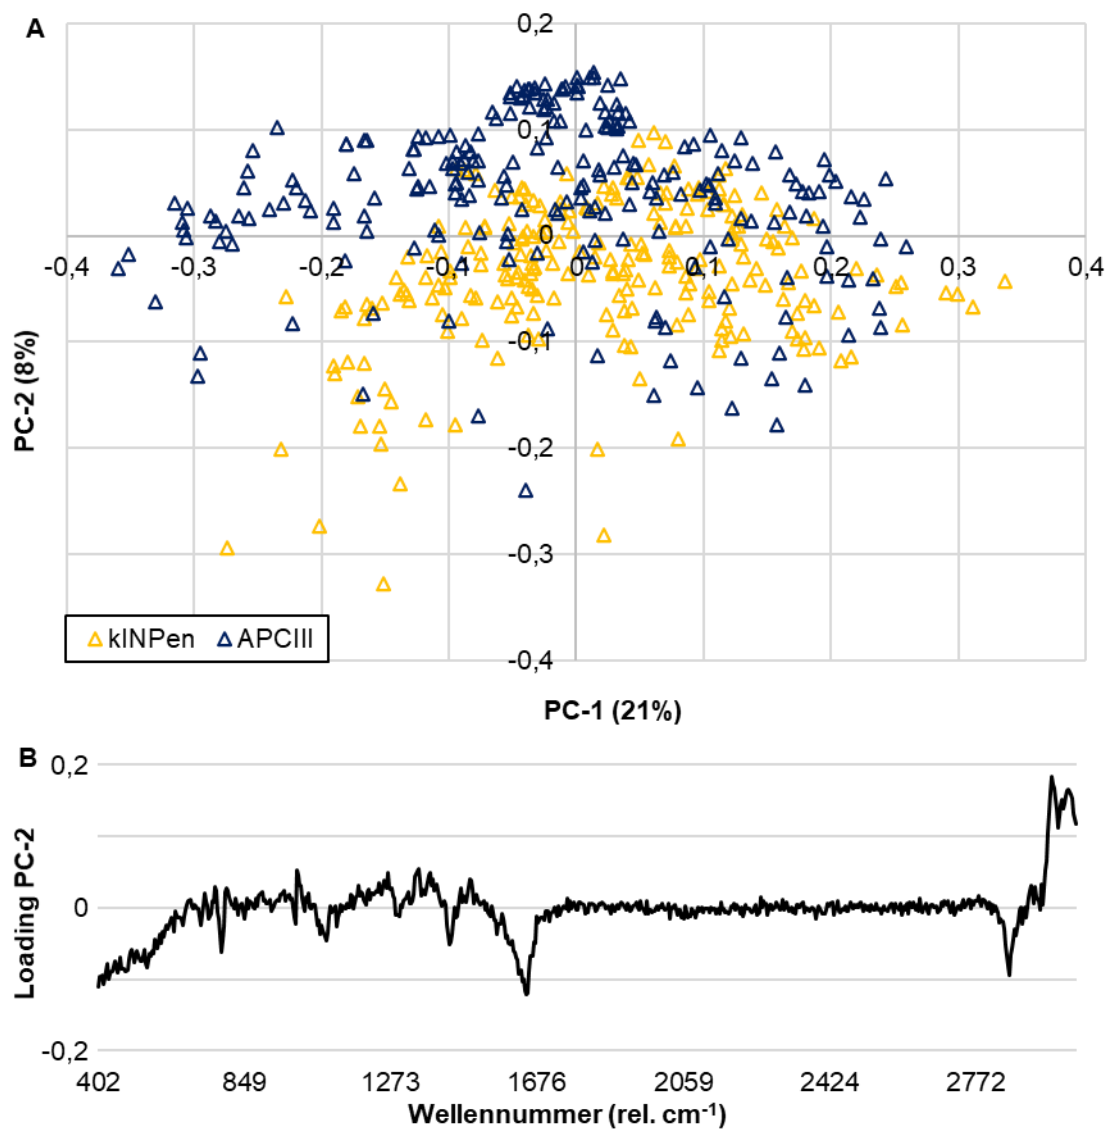 A
0,2
0,1
0
-0,4 -0,3 -0,2 -0,1 0 0,1 0,2 0,3 0,4
-0,1
-0,2
-0,3
-0,4
PC-2 (8%)
kINPen APCIII
PC-1 (21%)
B
0,2
0
-0,2
Loading PC-2
402 849 1273 1676 2059 2424 2772
Wellennummer (rel. cm⁻¹)